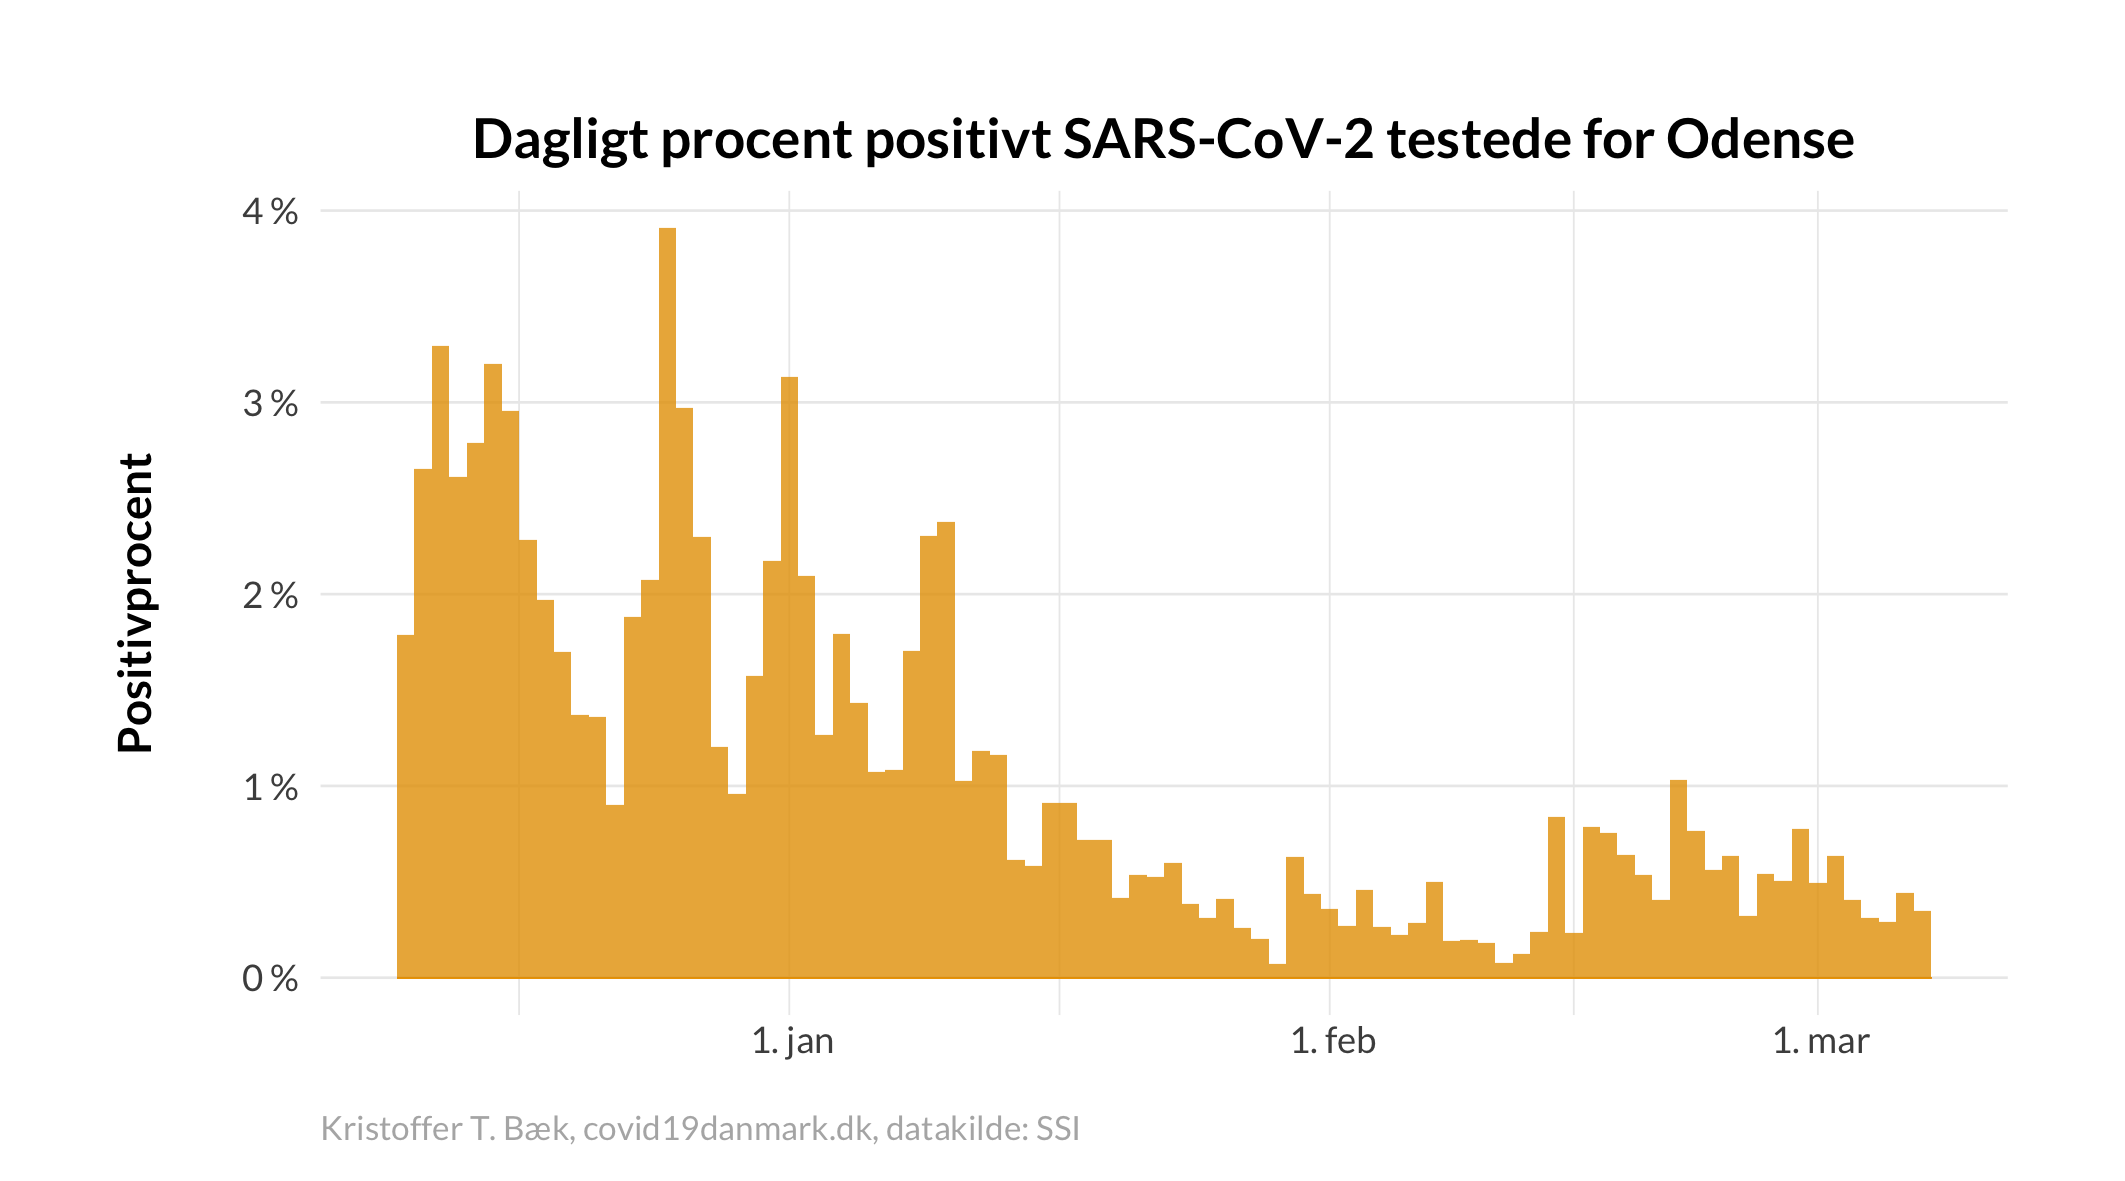 Dagligt procent positivt SARS-CoV-2 testede for Odense
Positivprocent
4 %
3 %
2 %
1 %
0 %
1. jan
1. feb
1. mar
Kristoffer T. Bæk, covid19danmark.dk, datakilde: SSI